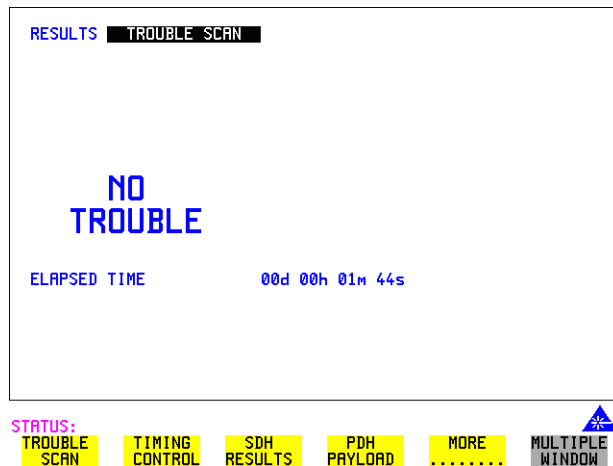 RESULTS TROUBLE SCAN
NO
TROUBLE
ELAPSED TIME 00d 00h 01m 44s
STATUS:
TROUBLE TIMING SDH PDH MORE MULTIPLE
SCAN CONTROL RESULTS PAYLOAD ........ WINDOW